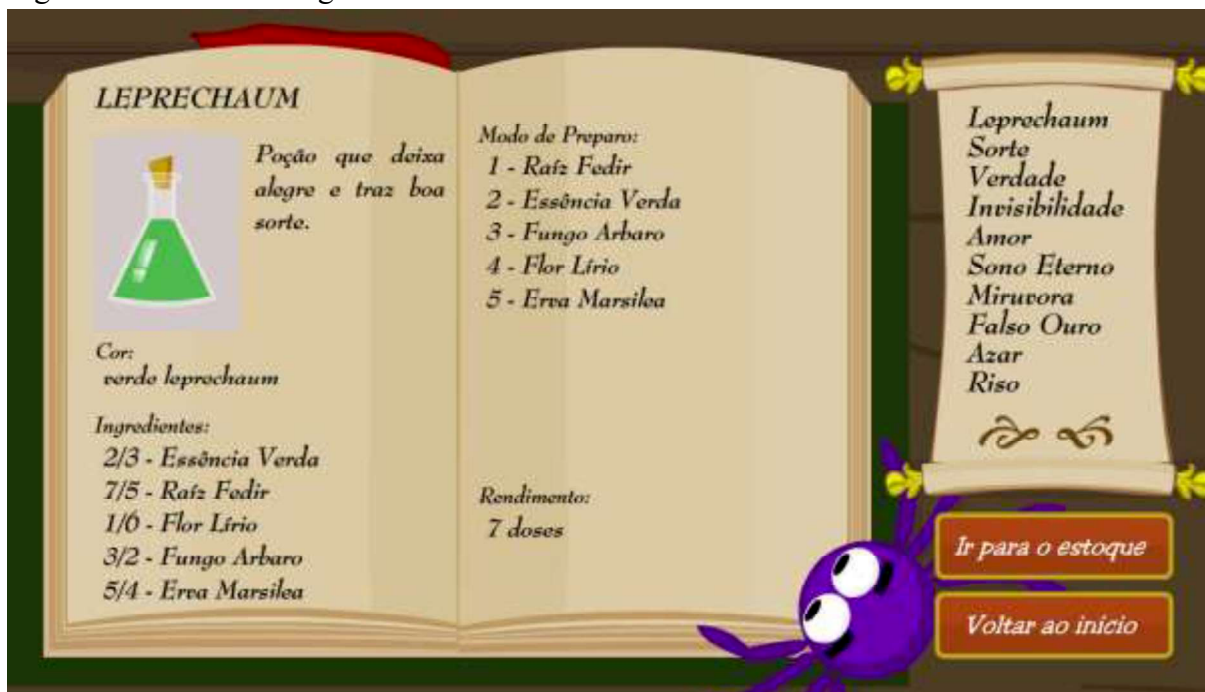 LEPRECHAUM
Poção que deixa
alegre e traz boa
sorte.
Cor:
verde leprechaum
Ingredientes:
2/3 - Essência Verda
7/5 - Raíz Fedir
1/6 - Flor Lírio
3/2 - Fungo Arbaro
5/4 - Erva Marsilea
Modo de Preparo:
1 - Raíz Fedir
2 - Essência Verda
3 - Fungo Arbaro
4 - Flor Lírio
5 - Erva Marsilea
Rendimento:
7 doses
Leprechaum
Sorte
Verdade
Invisibilidade
Amor
Sono Eterno
Miruvora
Falso Ouro
Azar
Riso
Ir para o estoque
Voltar ao início